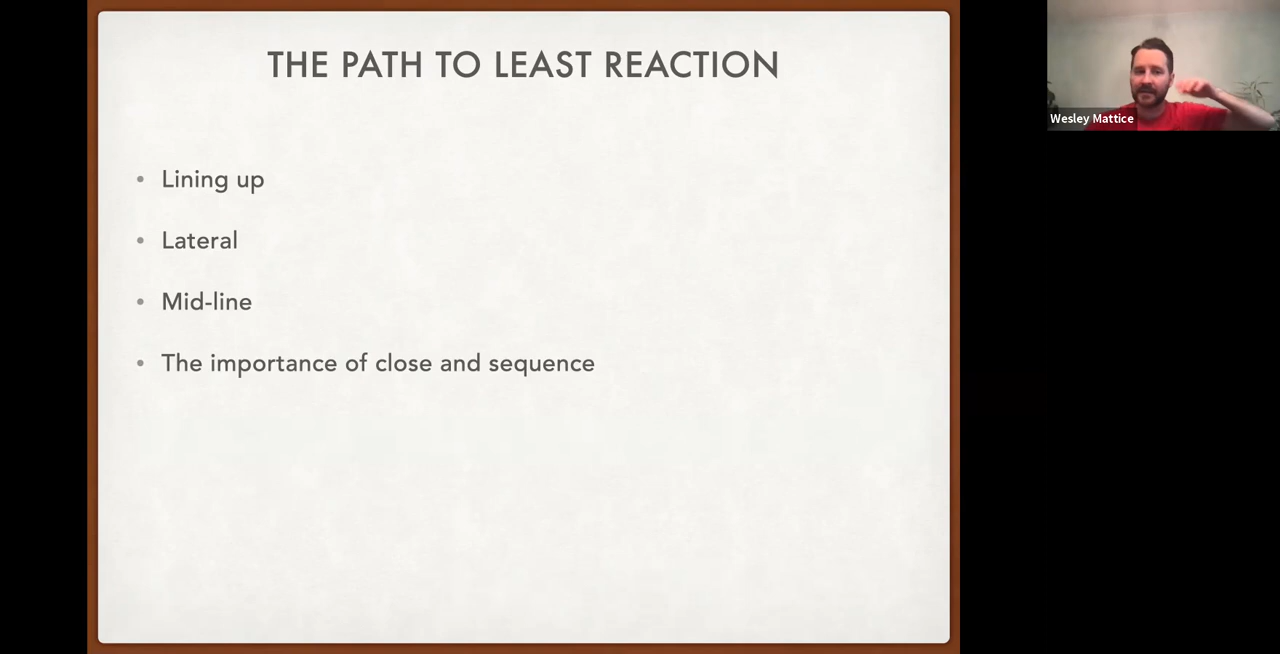 THE PATH TO LEAST REACTION
Lining up
Lateral
Mid-line
The importance of close and sequence
Wesley Mattice